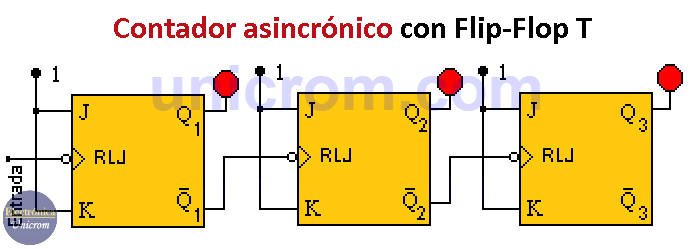 Contador asincrónico con Flip-Flop T
unicrom.com
1
1
1
J
Q1
RLJ
K
Q̅1
J
Q2
RLJ
K
Q̅2
J
Q3
RLJ
K
Q̅3
Entrada
Electrónica
Unicrom